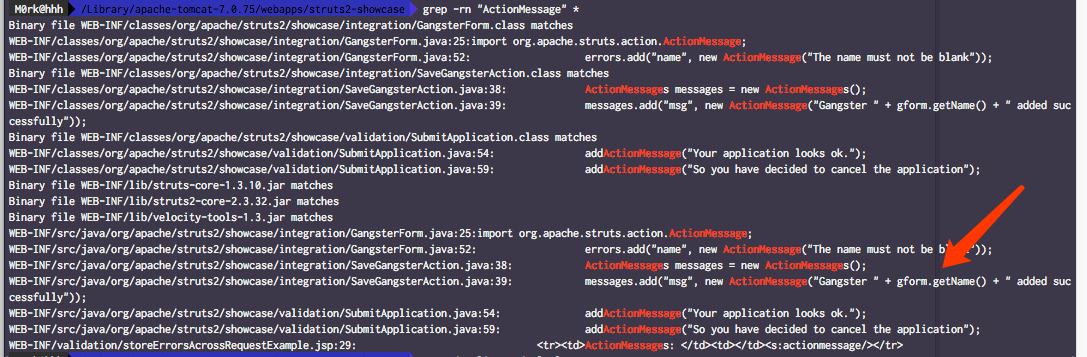 M0rk@hhh /Library/apache-tomcat-7.0.75/webapps/struts2-showcase grep -rn "ActionMessage" *
Binary file WEB-INF/classes/org/apache/struts2/showcase/integration/GangsterForm.class matches
WEB-INF/classes/org/apache/struts2/showcase/integration/GangsterForm.java:25:import org.apache.struts.action.ActionMessage;
WEB-INF/classes/org/apache/struts2/showcase/integration/GangsterForm.java:52: errors.add("name", new ActionMessage("The name must not be blank"));
Binary file WEB-INF/classes/org/apache/struts2/showcase/integration/SaveGangsterAction.class matches
WEB-INF/classes/org/apache/struts2/showcase/integration/SaveGangsterAction.java:38: ActionMessages messages = new ActionMessages();
WEB-INF/classes/org/apache/struts2/showcase/integration/SaveGangsterAction.java:39: messages.add("msg", new ActionMessage("Gangster " + gform.getName() + " added suc
cessfully"));
Binary file WEB-INF/classes/org/apache/struts2/showcase/validation/SubmitApplication.class matches
WEB-INF/classes/org/apache/struts2/showcase/validation/SubmitApplication.java:54: addActionMessage("Your application looks ok.");
WEB-INF/classes/org/apache/struts2/showcase/validation/SubmitApplication.java:59: addActionMessage("So you have decided to cancel the application");
Binary file WEB-INF/lib/struts-core-1.3.10.jar matches
Binary file WEB-INF/lib/struts2-core-2.3.32.jar matches
Binary file WEB-INF/lib/velocity-tools-1.3.jar matches
WEB-INF/src/java/org/apache/struts2/showcase/integration/GangsterForm.java:25:import org.apache.struts.action.ActionMessage;
WEB-INF/src/java/org/apache/struts2/showcase/integration/GangsterForm.java:52: errors.add("name", new ActionMessage("The name must not be "));
WEB-INF/src/java/org/apache/struts2/showcase/integration/SaveGangsterAction.java:38: ActionMessages messages = new ActionMessages();
WEB-INF/src/java/org/apache/struts2/showcase/integration/SaveGangsterAction.java:39: messages.add("msg", new ActionMessage("Gangster " + gform.getName() + " added suc
cessfully"));
WEB-INF/src/java/org/apache/struts2/showcase/validation/SubmitApplication.java:54: addActionMessage("Your application looks ok.");
WEB-INF/src/java/org/apache/struts2/showcase/validation/SubmitApplication.java:59: addActionMessage("So you have decided to cancel the application");
WEB-INF/validation/storeErrorsAcrossRequestExample.jsp:29: <tr><td>ActionMessages: </td><td></td><s:actionmessage/></tr>